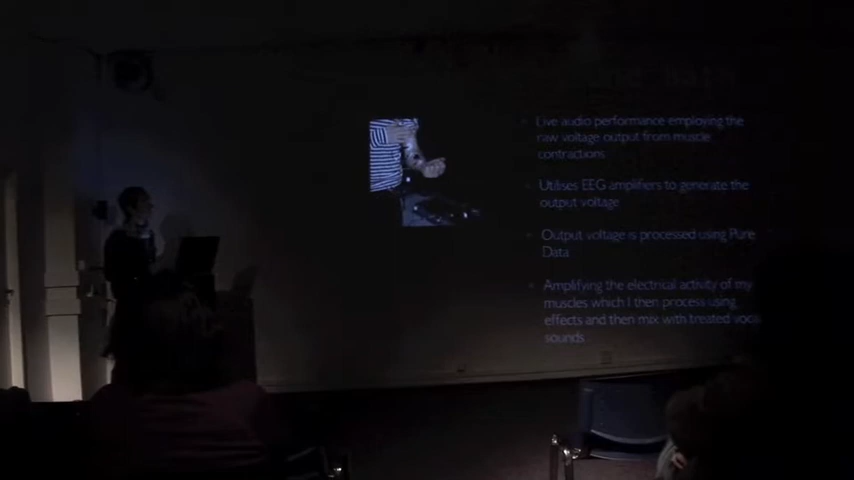 Live audio performance employing the
raw voltage output from muscle
contractions
Utilises EEG amplifiers to generate the
output voltage.
Output voltage is processed using Pure
Data
Amplifying the electrical activity of my
muscles which I then process using
effects and then mix with treated vocal
sounds.